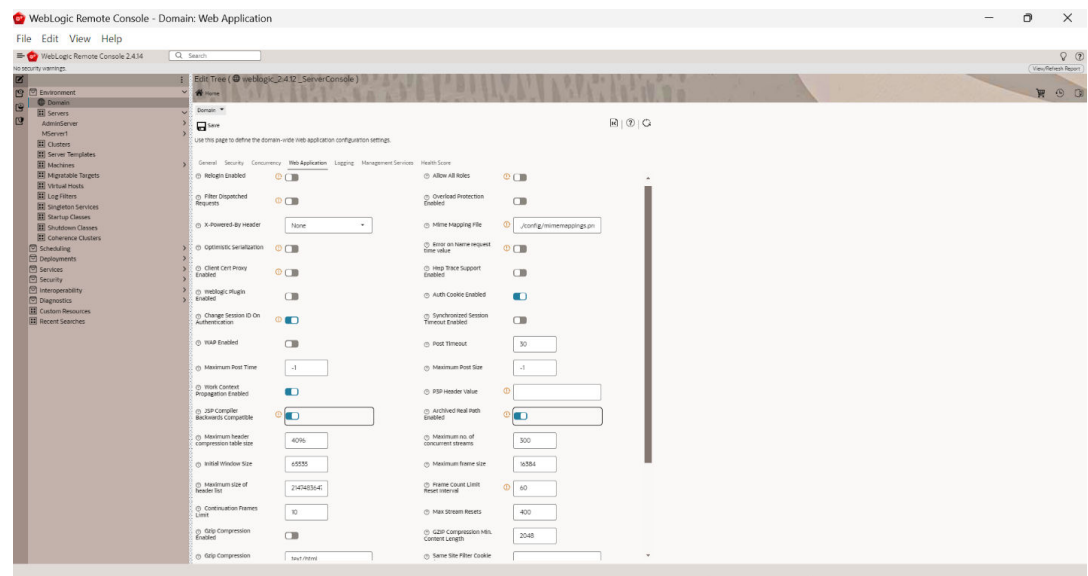 WebLogic Remote Console - Domain: Web Application
File Edit View Help
WebLogic Remote Console 2.4.14
Search
No security warnings.
View/Refresh Report
Edit Tree ( weblogic_2.4.12_ServerConsole )
Home
Environment
Domain
Servers
AdminServer
MServer1
Clusters
Server Templates
Machines
Migratable Targets
Virtual Hosts
Log Filters
Singleton Services
Startup Classes
Shutdown Classes
Coherence Clusters
Scheduling
Deployments
Services
Security
Interoperability
Diagnostics
Custom Resources
Recent Searches
Domain
Save
Use this page to define the domain-wide Web application configuration settings.
General Security Concurrency Web Application Logging Management Services Health Score
Relogin Enabled
Allow All Roles
Filter Dispatched
Requests
Overload Protection
Enabled
X-Powered-By Header None
Mime Mapping File ./config/mimemappings.pn
Optimistic Serialization
Error on Name request
time value
Client Cert Proxy
Enabled
Http Trace Support
Enabled
Weblogic Plugin
Enabled
Auth Cookie Enabled
Change Session ID On
Authentication
Synchronized Session
Timeout Enabled
WAP Enabled
Post Timeout 30
Maximum Post Time -1
Maximum Post Size -1
Work Context
Propagation Enabled
P3P Header Value
JSP Compiler
Backwards Compatible
Archived Real Path
Enabled
Maximum header
compression table size 4096
Maximum no. of
concurrent streams 300
Initial Window Size 65535
Maximum frame size 16384
Maximum size of
header list 2147483647
Frame Count Limit
Reset Interval 60
Continuation Frames
Limit 10
Max Stream Resets 400
Gzip Compression
Enabled
GZIP Compression Min.
Content Length 2048
Gzip Compression text/html
Same Site Filter Cookie